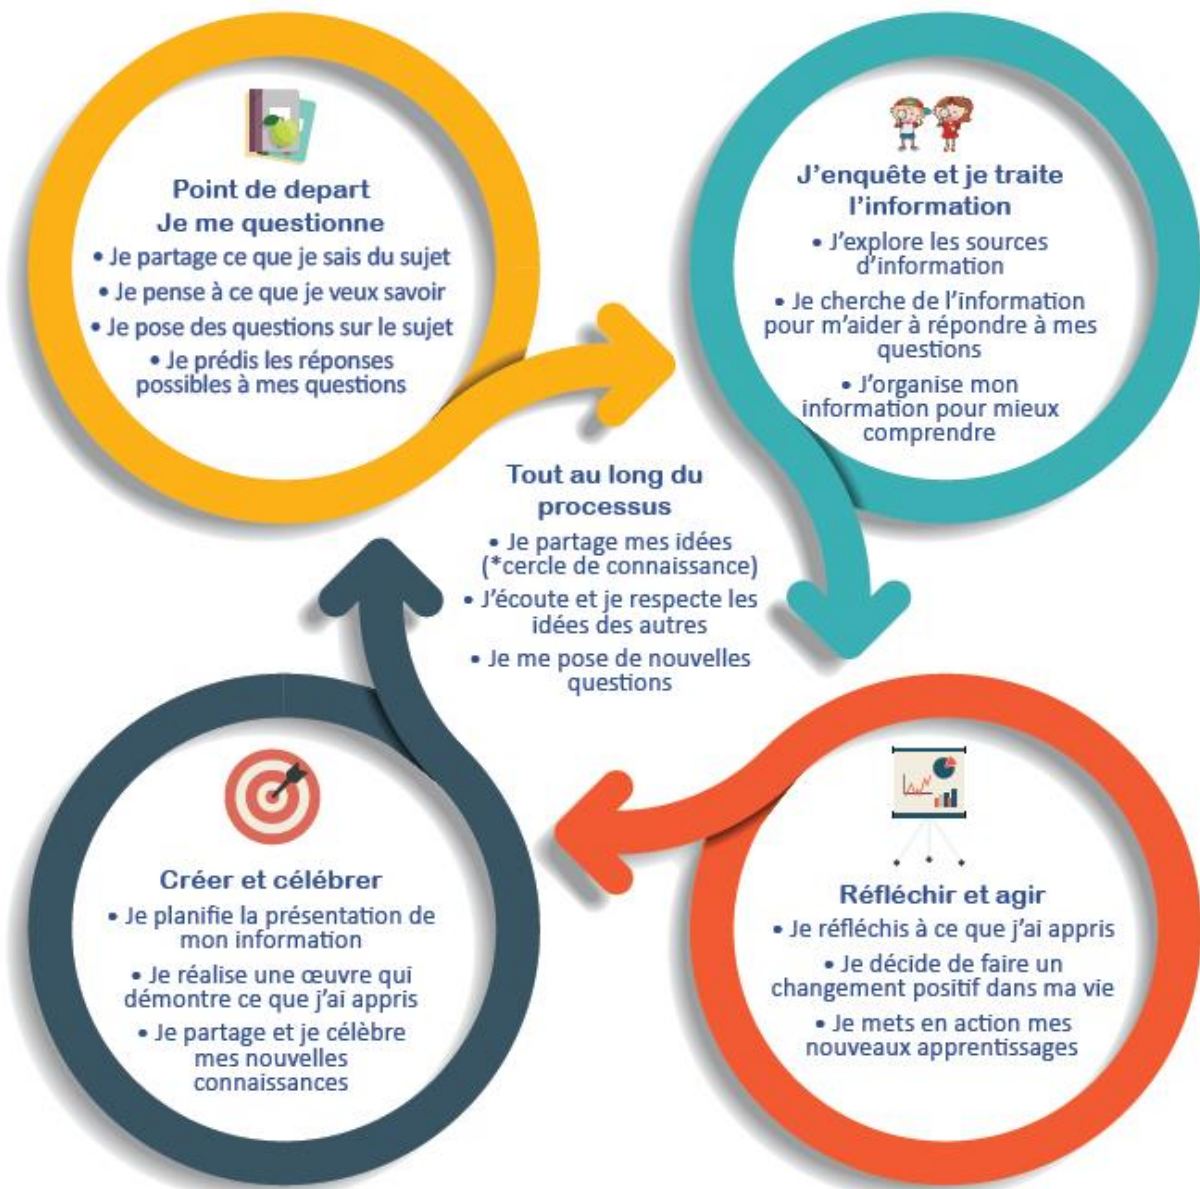 Point de depart
Je me questionne
• Je partage ce que je sais du sujet
• Je pense à ce que je veux savoir
• Je pose des questions sur le sujet
• Je prédis les réponses
possibles à mes questions
J'enquête et je traite
l'information
• J'explore les sources
d'information
• Je cherche de l'information
pour m'aider à répondre à mes
questions
• J'organise mon
information pour mieux
comprendre
Tout au long du
processus
• Je partage mes idées
(*cercle de connaissance)
• J'écoute et je respecte les
idées des autres
• Je me pose de nouvelles
questions
Créer et célébrer
• Je planifie la présentation de
mon information
• Je réalise une œuvre qui
démontre ce que j'ai appris
• Je partage et je célèbre
mes nouvelles
connaissances
Réfléchir et agir
• Je réfléchis à ce que j'ai appris
• Je décide de faire un
changement positif dans ma vie
• Je mets en action mes
nouveaux apprentissages